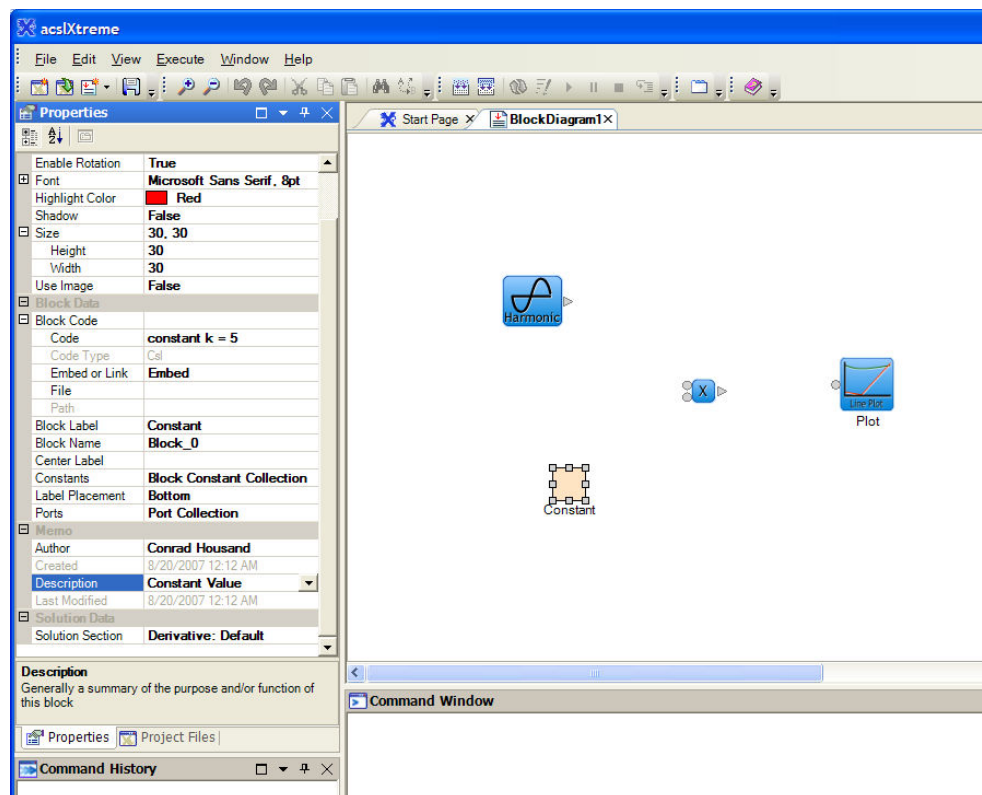 acslXtreme
File Edit View Execute Window Help
Properties
Start Page
BlockDiagram1
Enable Rotation True
Font Microsoft Sans Serif, 8pt
Highlight Color Red
Shadow False
Size 30, 30
Height 30
Width 30
Use Image False
Block Data
Block Code
Code constant k = 5
Code Type Csl
Embed or Link Embed
File
Path
Block Label Constant
Block Name Block_0
Center Label
Constants Block Constant Collection
Label Placement Bottom
Ports Port Collection
Memo
Author Conrad Housand
Created 8/20/2007 12:12 AM
Description Constant Value
Last Modified 8/20/2007 12:12 AM
Solution Data
Solution Section Derivative: Default
Description
Generally a summary of the purpose and/or function of
this block
Properties Project Files
Command History
Harmonic
X
Line Plot
Plot
Constant
Command Window